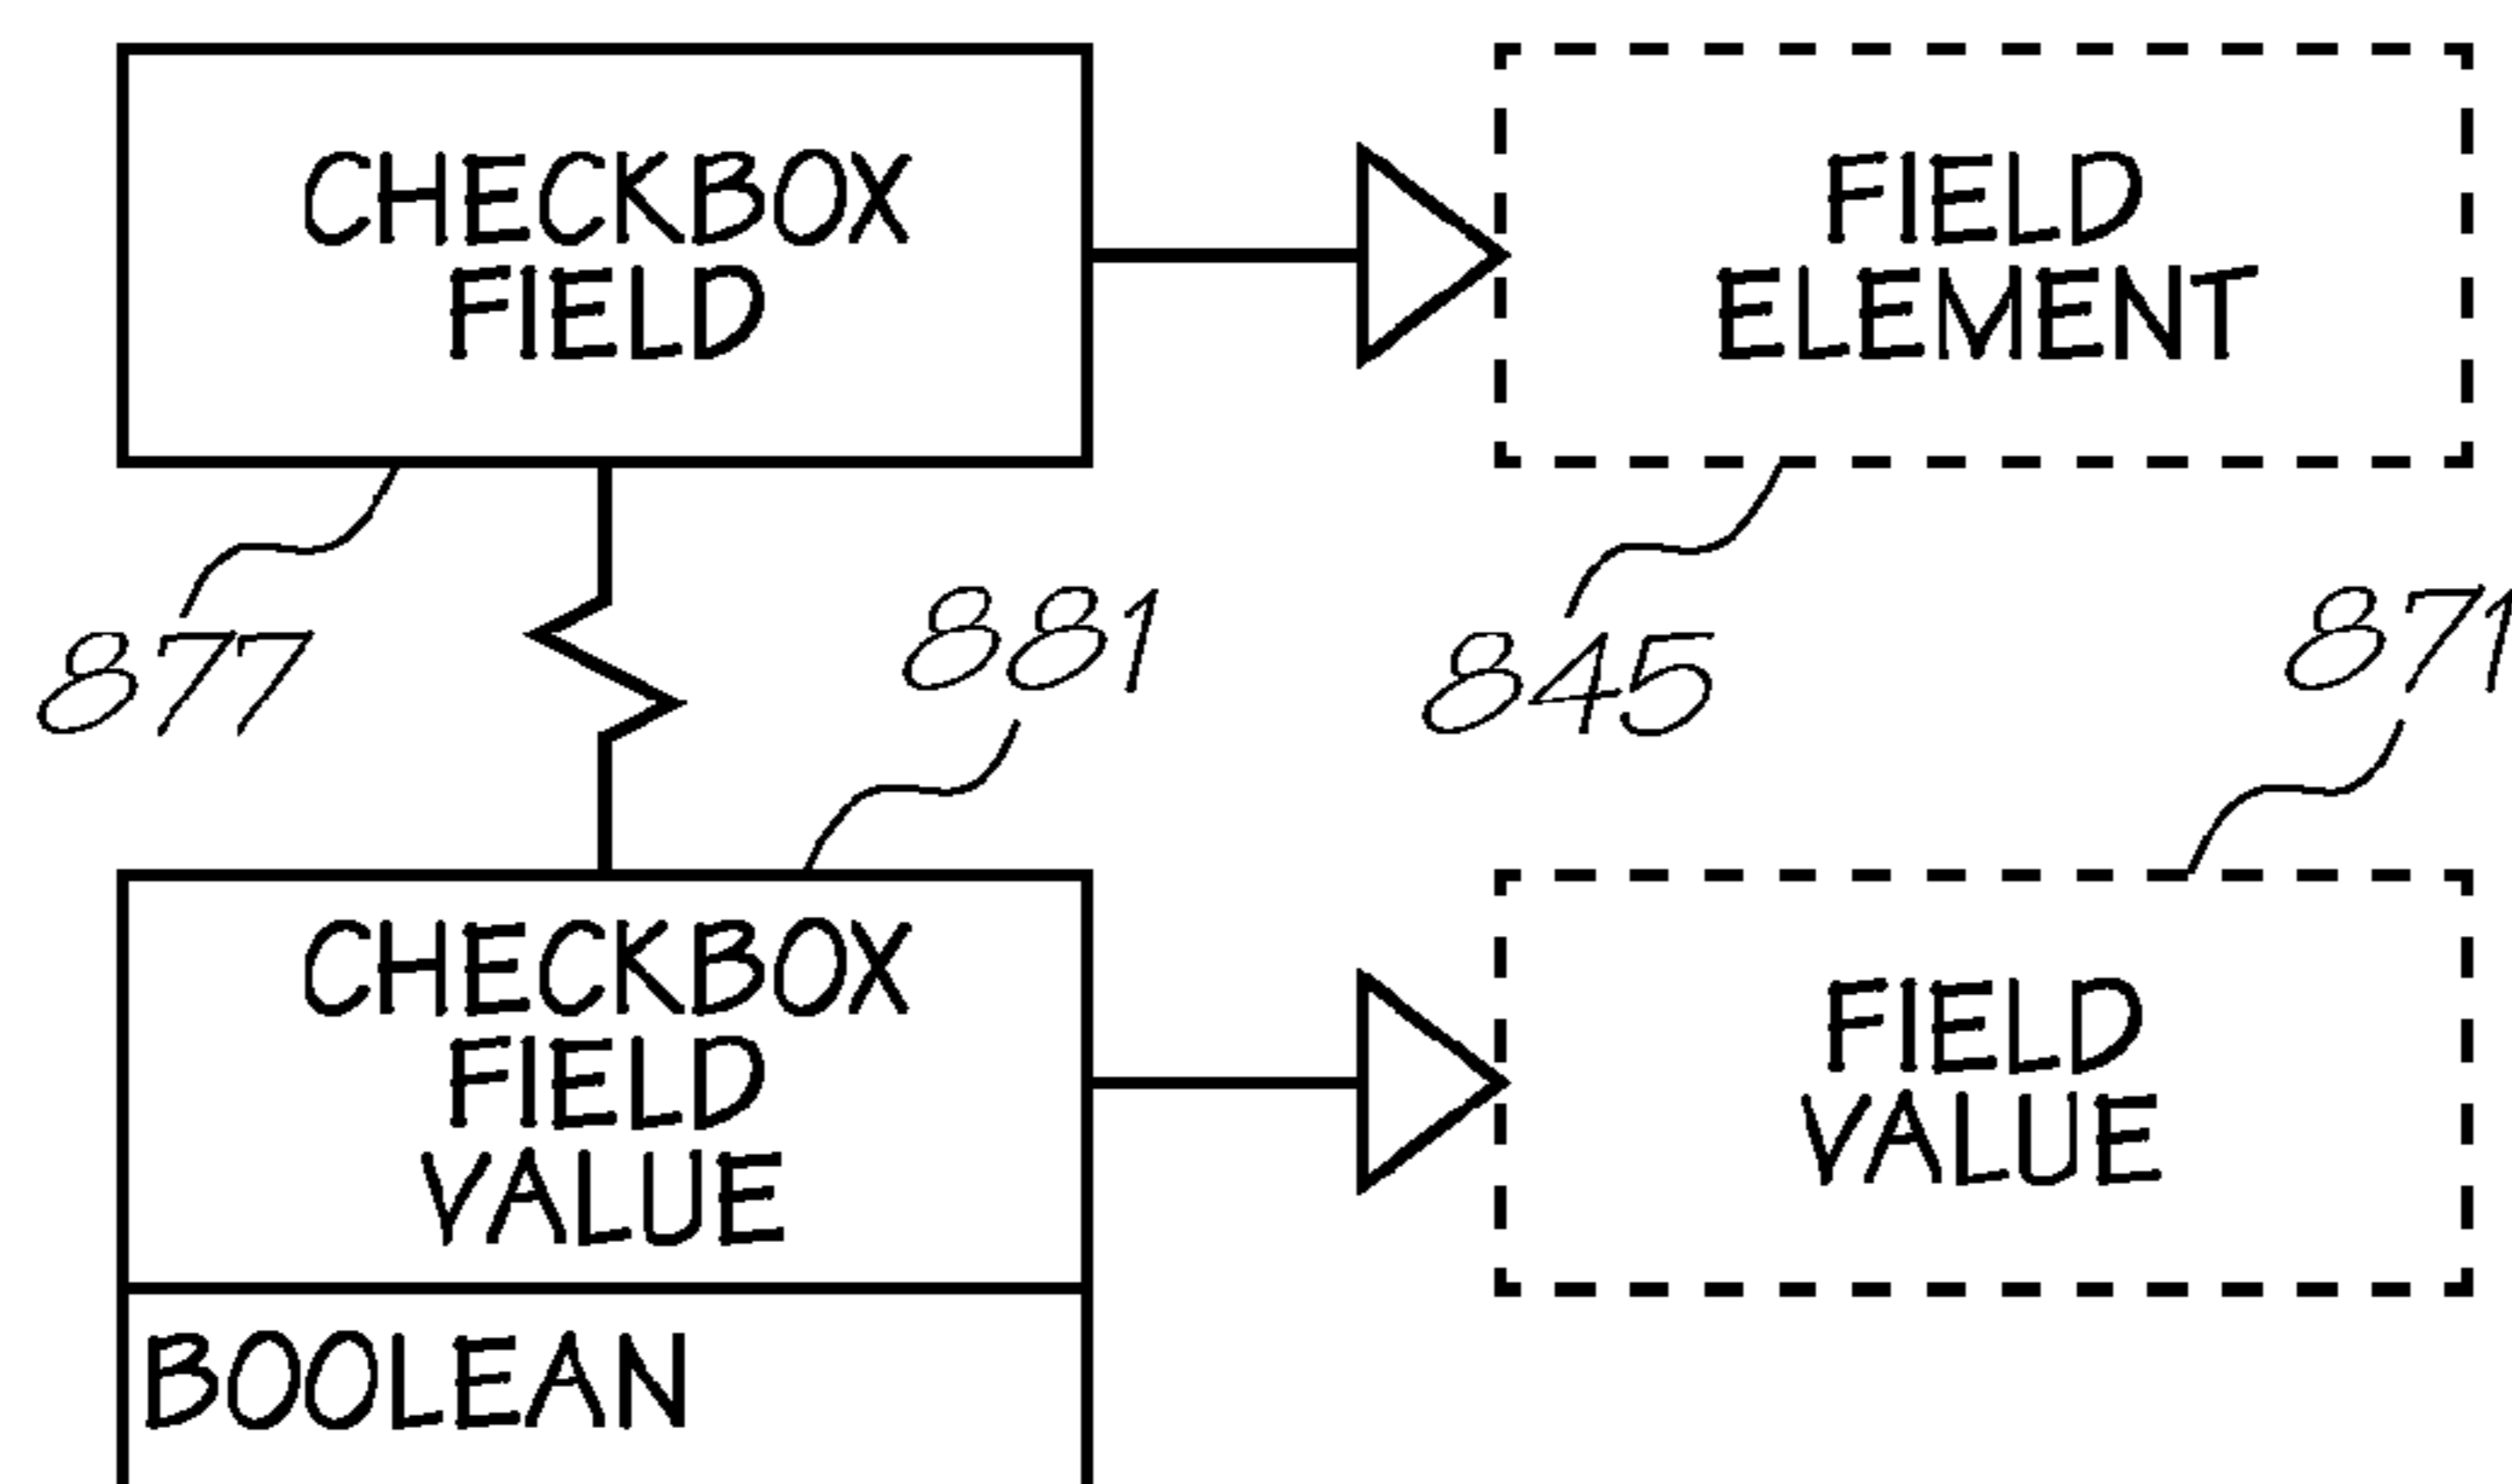 CHECKBOX
FIELD
FIELD
ELEMENT
877
881
845
871
CHECKBOX
FIELD
VALUE
FIELD
VALUE
BOOLEAN